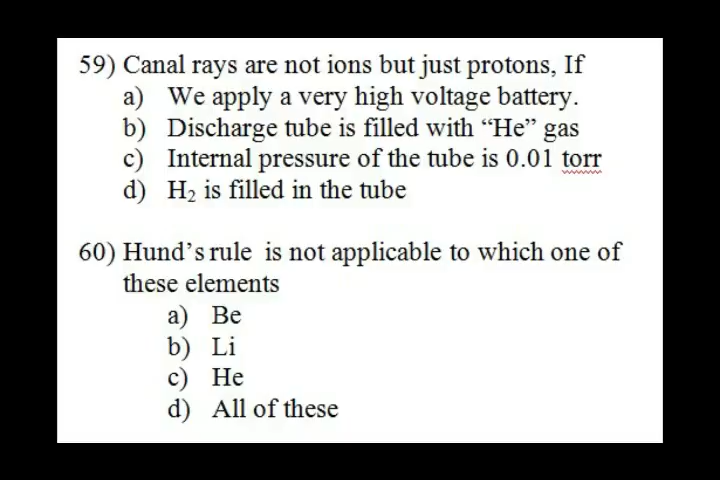 59) Canal rays are not ions but just protons, If
a) We apply a very high voltage battery.
b) Discharge tube is filled with “He” gas
c) Internal pressure of the tube is 0.01 torr
d) H₂ is filled in the tube
60) Hund’s rule is not applicable to which one of
these elements
a) Be
b) Li
c) He
d) All of these